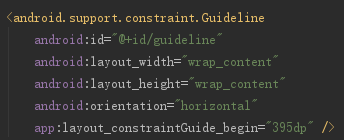 <android.support.constraint.Guideline
android:id="@+id/guideline"
android:layout_width="wrap_content"
android:layout_height="wrap_content"
android:orientation="horizontal"
app:layout_constraintGuide_begin="395dp" />